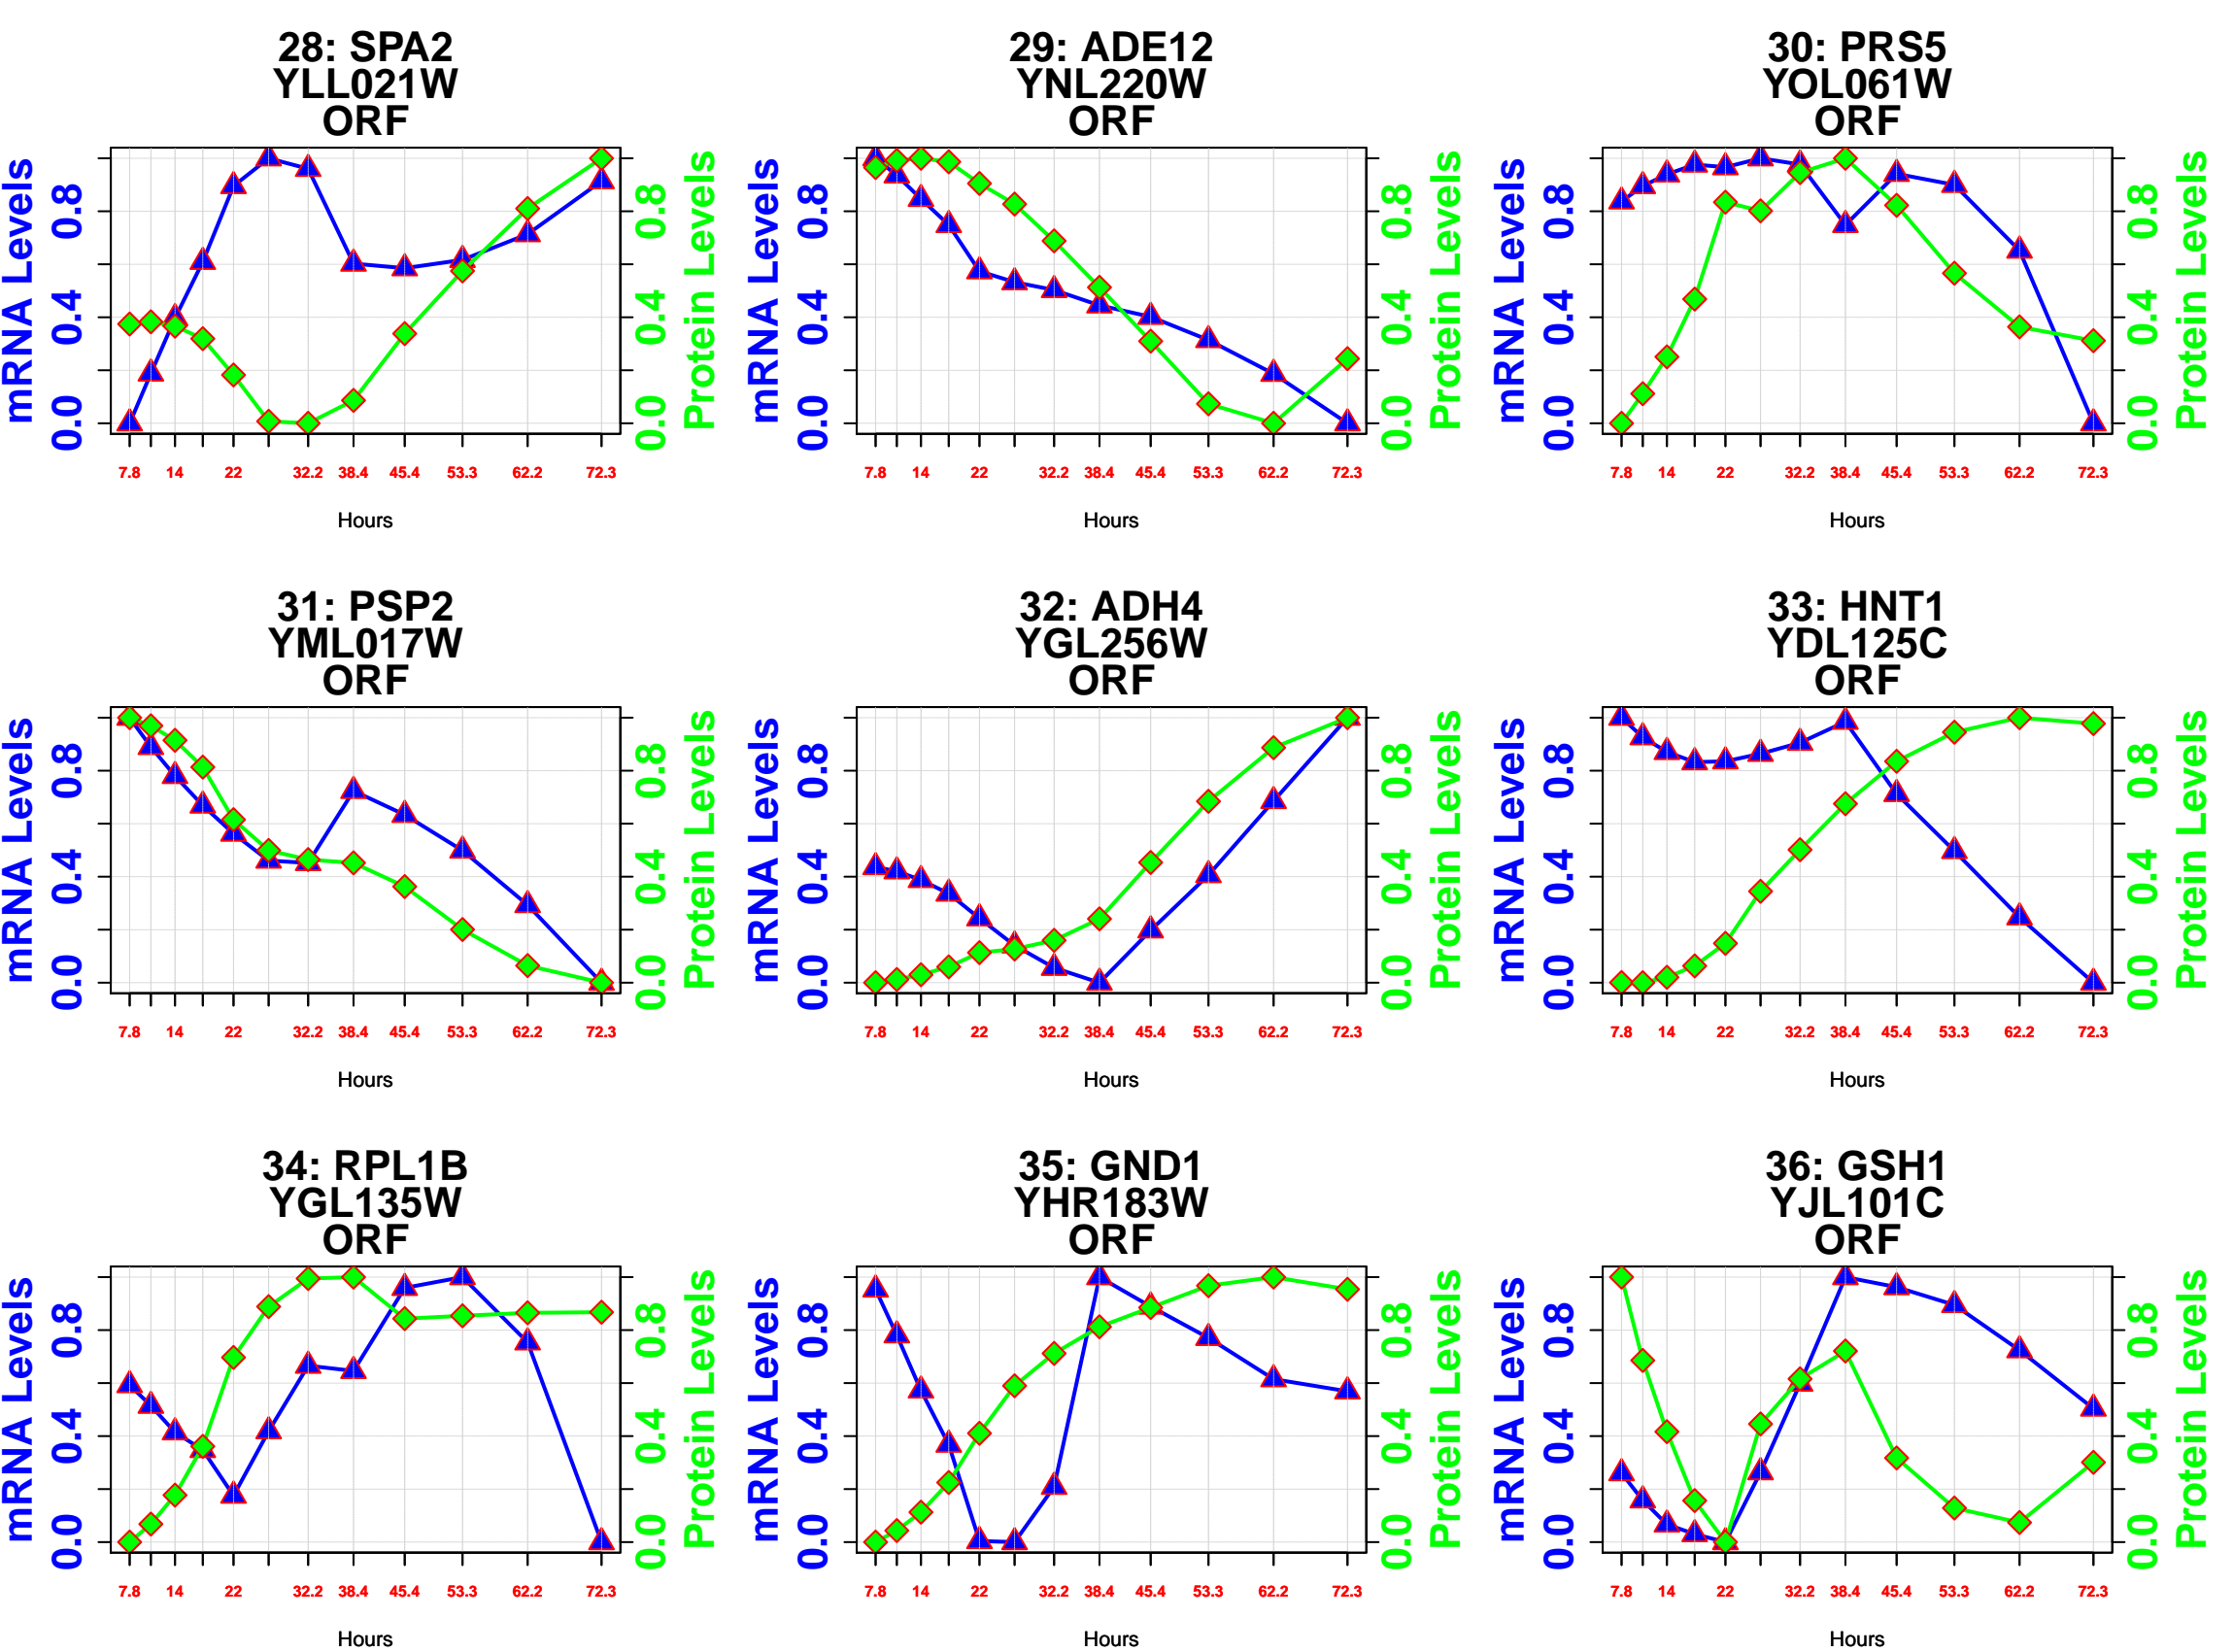 28: SPA2
YLL021W
ORF
mRNA Levels
0.0 0.4 0.8
0.0 0.4 0.8
Protein Levels
7.8 14 22 32.2 38.4 45.4 53.3 62.2 72.3
Hours
29: ADE12
YNL220W
ORF
mRNA Levels
0.0 0.4 0.8
0.0 0.4 0.8
Protein Levels
7.8 14 22 32.2 38.4 45.4 53.3 62.2 72.3
Hours
30: PRS5
YOL061W
ORF
mRNA Levels
0.0 0.4 0.8
0.0 0.4 0.8
Protein Levels
7.8 14 22 32.2 38.4 45.4 53.3 62.2 72.3
Hours
31: PSP2
YML017W
ORF
mRNA Levels
0.0 0.4 0.8
0.0 0.4 0.8
Protein Levels
7.8 14 22 32.2 38.4 45.4 53.3 62.2 72.3
Hours
32: ADH4
YGL256W
ORF
mRNA Levels
0.0 0.4 0.8
0.0 0.4 0.8
Protein Levels
7.8 14 22 32.2 38.4 45.4 53.3 62.2 72.3
Hours
33: HNT1
YDL125C
ORF
mRNA Levels
0.0 0.4 0.8
0.0 0.4 0.8
Protein Levels
7.8 14 22 32.2 38.4 45.4 53.3 62.2 72.3
Hours
34: RPL1B
YGL135W
ORF
mRNA Levels
0.0 0.4 0.8
0.0 0.4 0.8
Protein Levels
7.8 14 22 32.2 38.4 45.4 53.3 62.2 72.3
Hours
35: GND1
YHR183W
ORF
mRNA Levels
0.0 0.4 0.8
0.0 0.4 0.8
Protein Levels
7.8 14 22 32.2 38.4 45.4 53.3 62.2 72.3
Hours
36: GSH1
YJL101C
ORF
mRNA Levels
0.0 0.4 0.8
0.0 0.4 0.8
Protein Levels
7.8 14 22 32.2 38.4 45.4 53.3 62.2 72.3
Hours